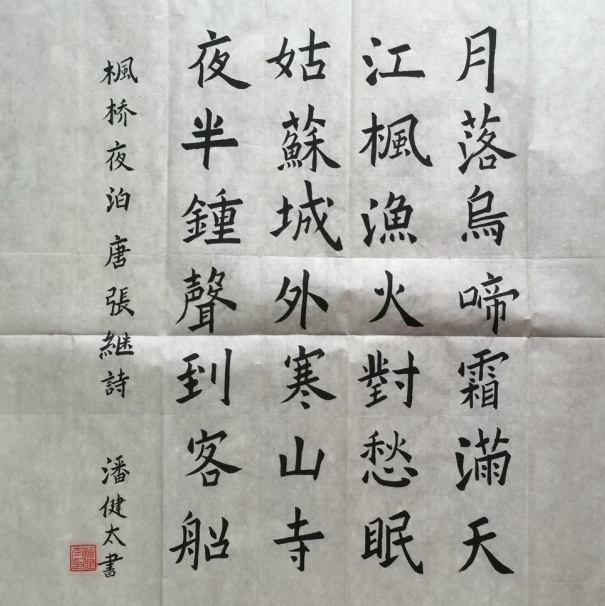 月落烏啼霜滿天
江楓漁火對愁眠
姑蘇城外寒山寺
夜半鍾聲到客船
楓桥夜泊 唐 張繼詩 潘健太書